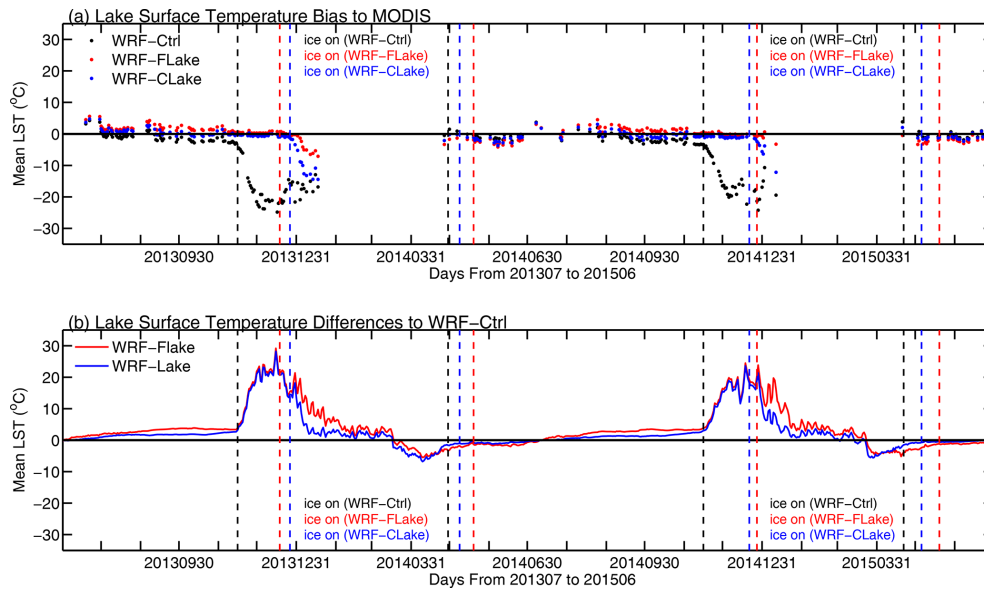 (a) Lake Surface Temperature Bias to MODIS
30
20
10
0
−10
−20
−30
Mean LST (°C)
WRF−Ctrl
WRF−FLake
WRF−CLake
ice on (WRF−Ctrl)
ice on (WRF−FLake)
ice on (WRF−CLake)
ice on (WRF−Ctrl)
ice on (WRF−FLake)
ice on (WRF−CLake)
20130930 20131231 20140331 20140630 20140930 20141231 20150331
Days From 201307 to 201506
(b) Lake Surface Temperature Differences to WRF−Ctrl
30
20
10
0
−10
−20
−30
Mean LST (°C)
WRF−Flake
WRF−Lake
ice on (WRF−Ctrl)
ice on (WRF−FLake)
ice on (WRF−CLake)
ice on (WRF−Ctrl)
ice on (WRF−FLake)
ice on (WRF−CLake)
20130930 20131231 20140331 20140630 20140930 20141231 20150331
Days From 201307 to 201506